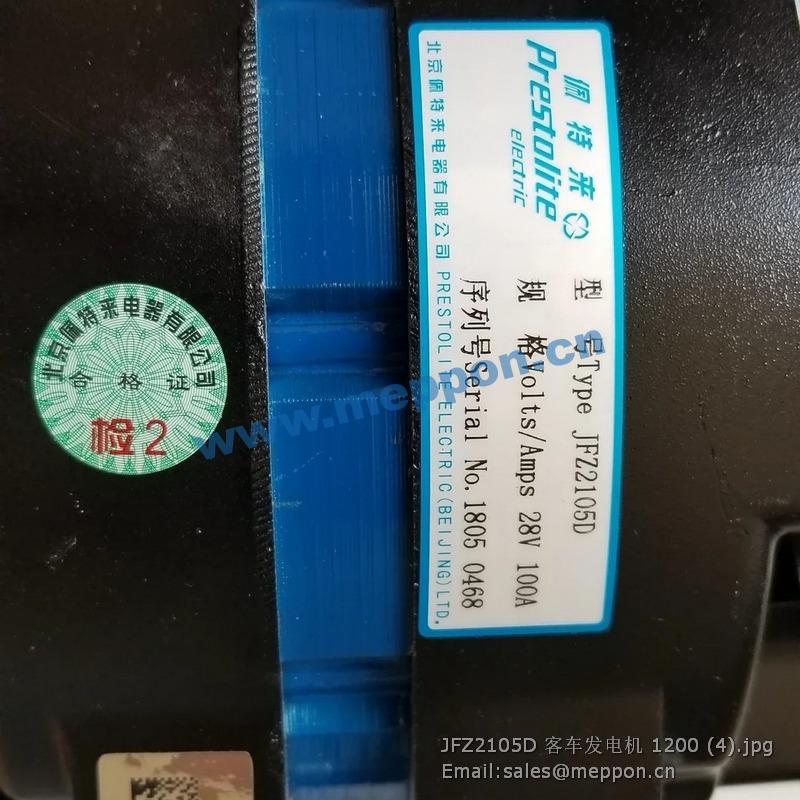 佩特来
Prestolite
electric
型 号Type JFZ2105D
规 格Volts/Amps 28V 100A
序列号Serial No. 1805 0468
北京佩特来电器有限公司 PRESTOLITE ELECTRIC(BEIJING)LTD.
北京佩特来电器有限公司
合格证
检2
www.meppon.cn
JFZ2105D 客车发电机 1200 (4).jpg
Email:sales@meppon.cn